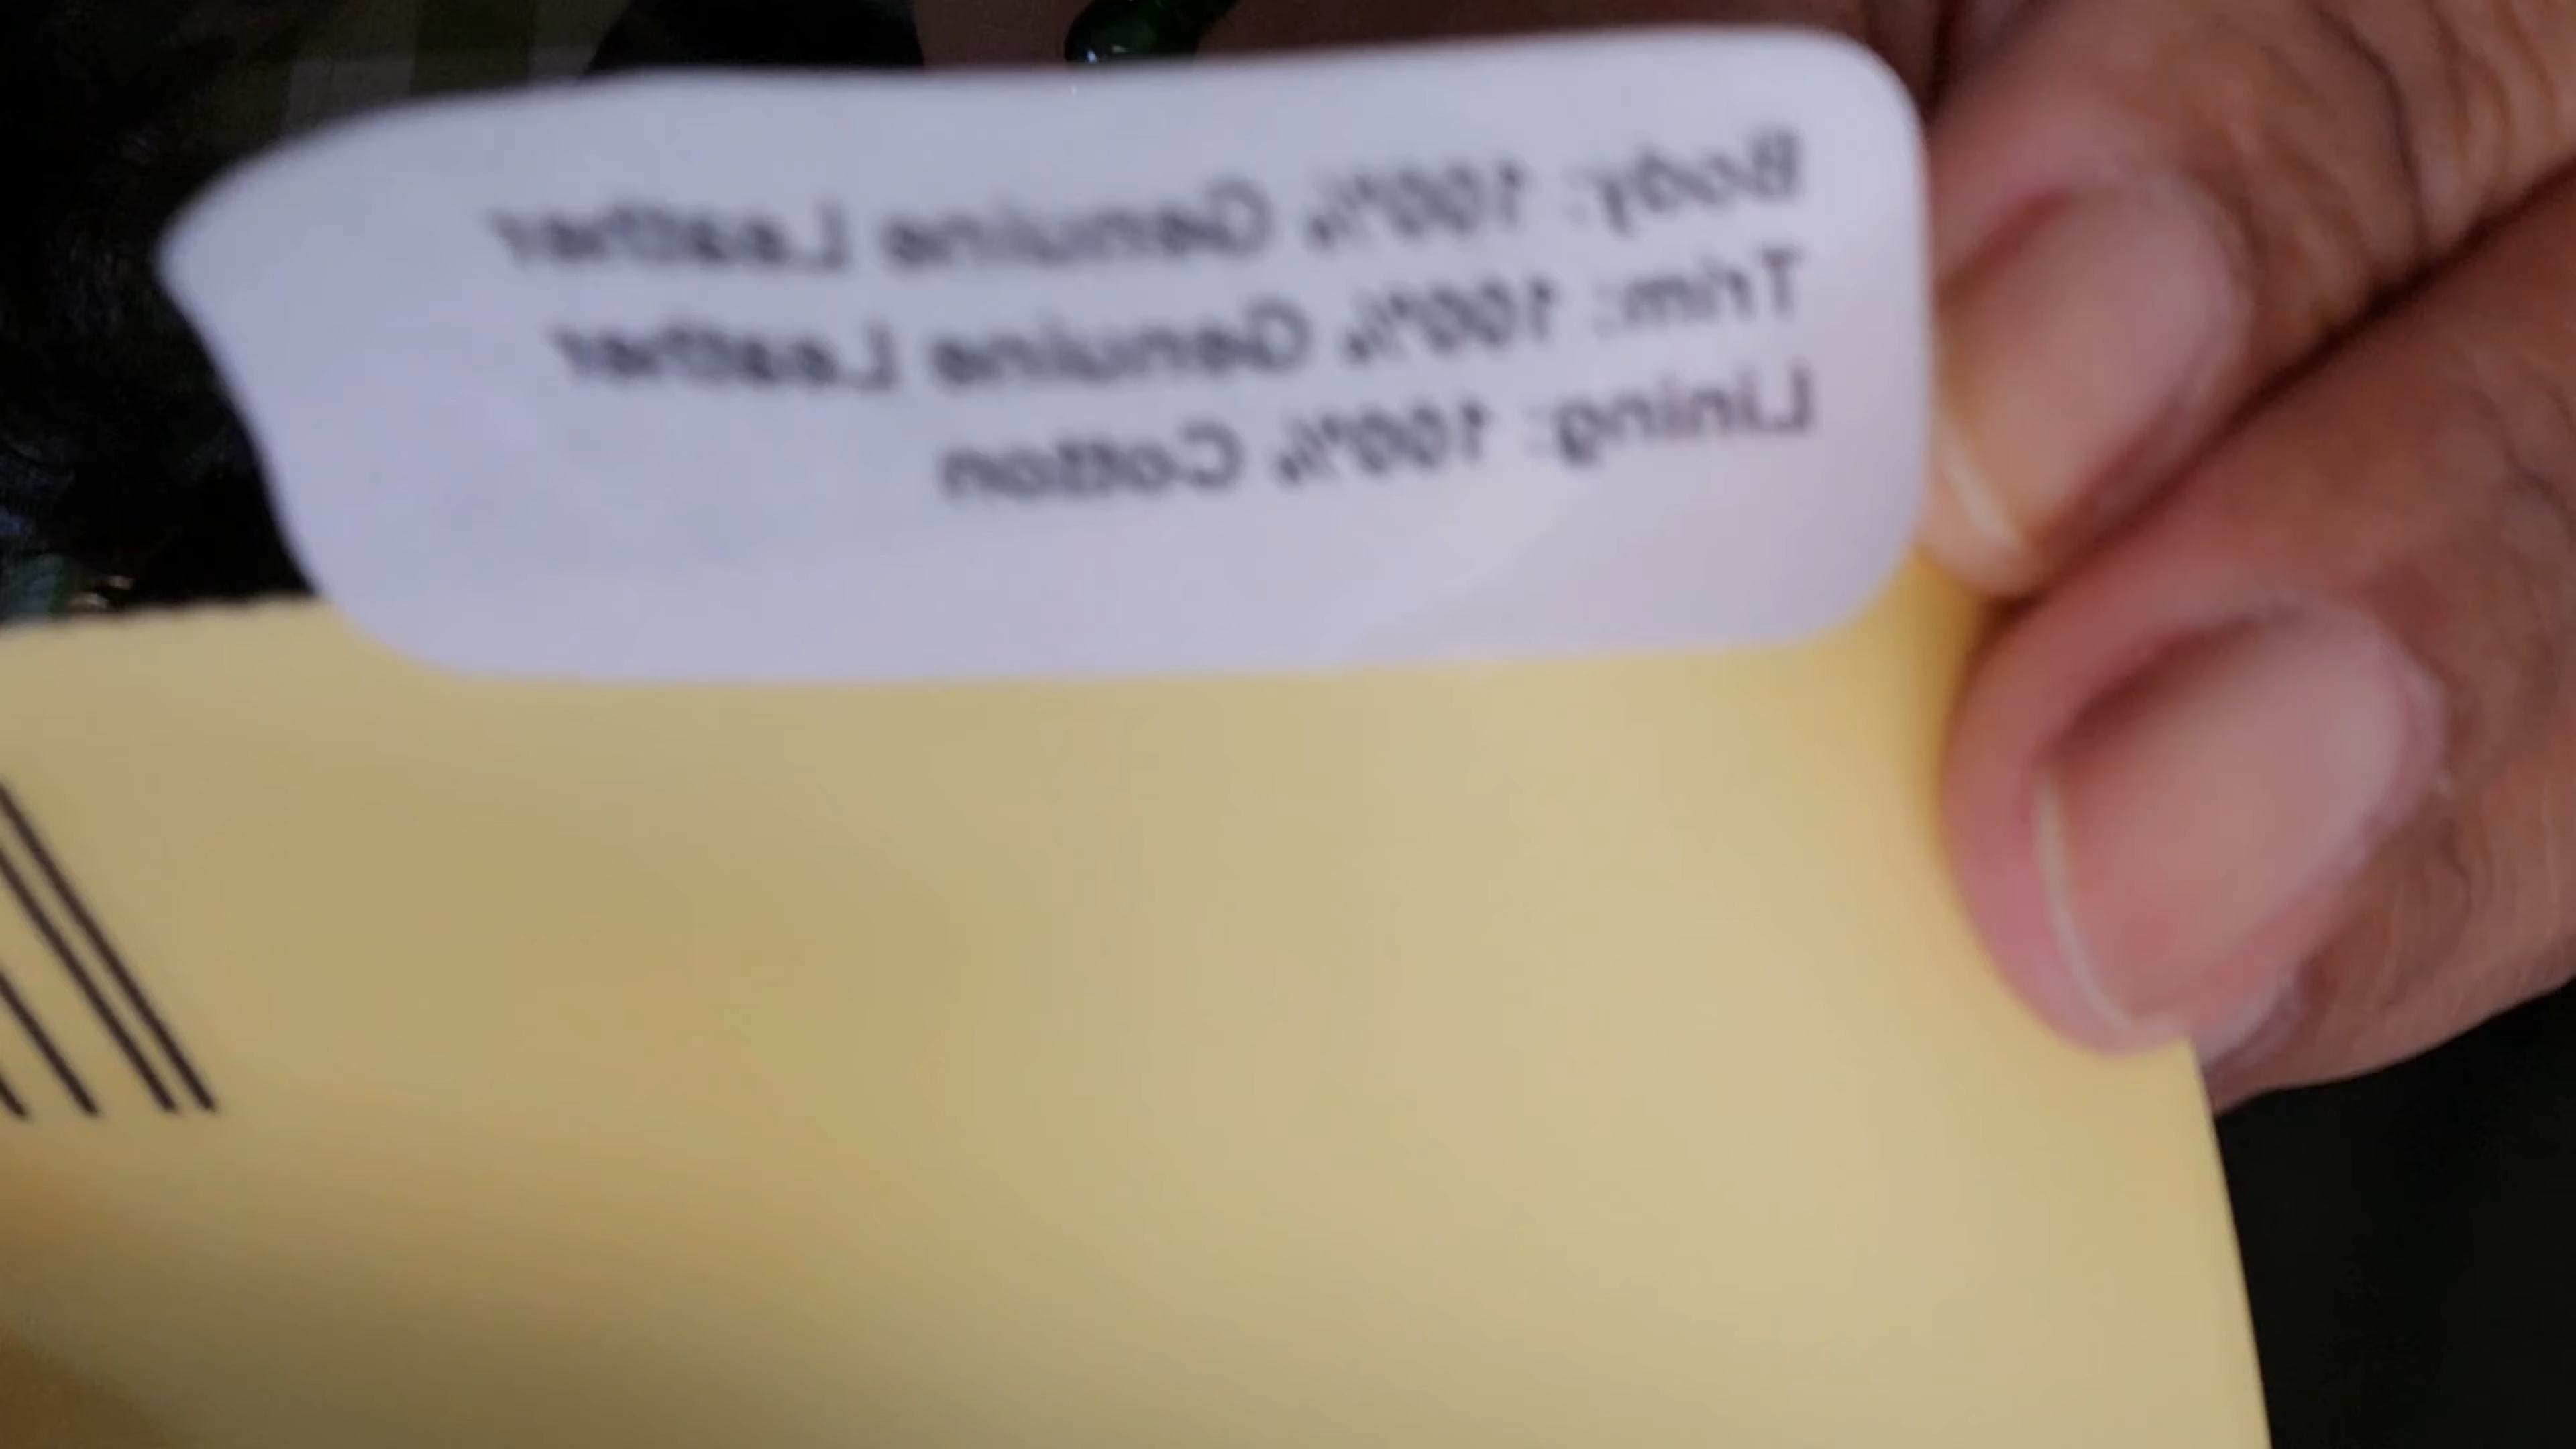 Body: 100%, Genuine Leather
Trim: 100%, Genuine Leather
Lining: 100%, Cotton